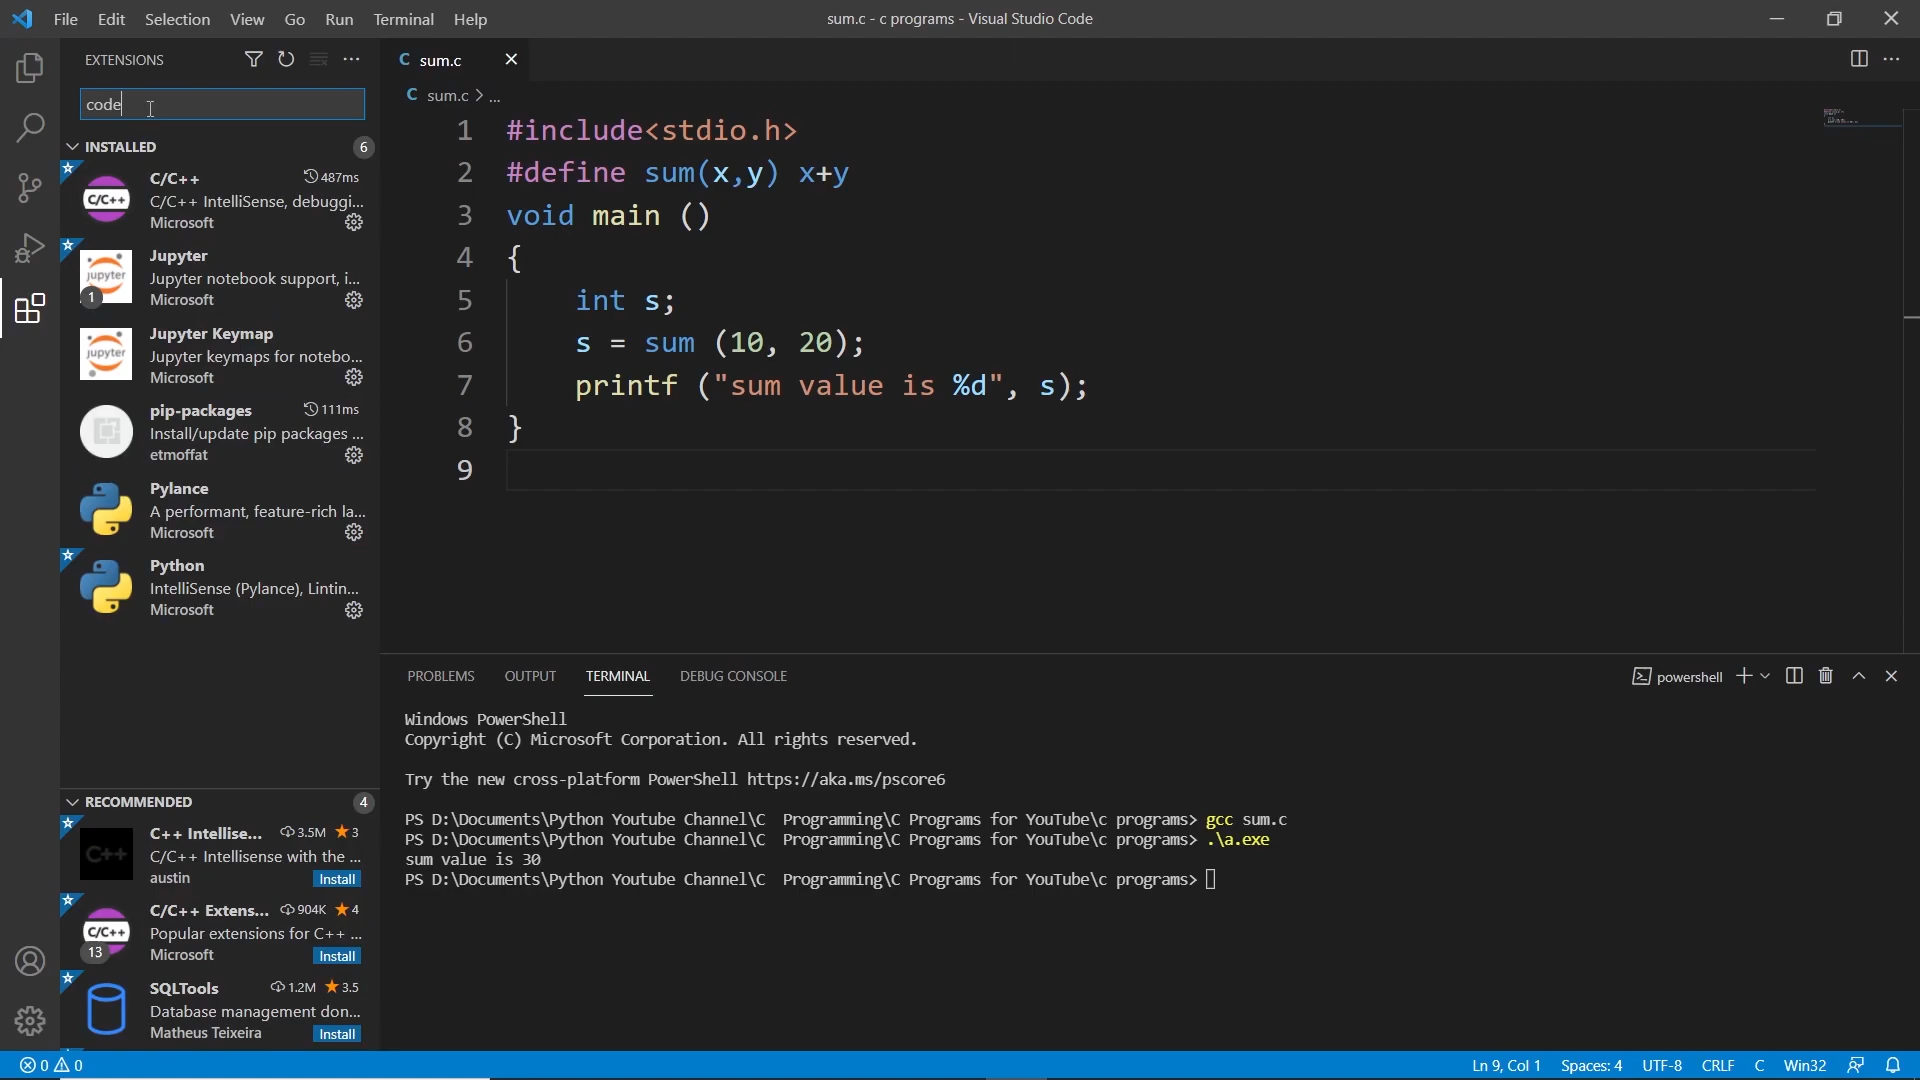 File Edit Selection View Go Run Terminal Help
sum.c - c programs - Visual Studio Code
EXTENSIONS
code
INSTALLED 6
C/C++ 487ms
C/C++ IntelliSense, debuggi...
Microsoft
Jupyter
Jupyter notebook support, i...
Microsoft
1
Jupyter Keymap
Jupyter keymaps for notebo...
Microsoft
pip-packages 111ms
Install/update pip packages ...
etmoffat
Pylance
A performant, feature-rich la...
Microsoft
Python
IntelliSense (Pylance), Lintin...
Microsoft
RECOMMENDED 4
C++ Intellise... 3.5M 3
C/C++ Intellisense with the ...
austin Install
C/C++ Extens... 904K 4
Popular extensions for C++ ...
13 Microsoft Install
SQLTools 1.2M 3.5
Database management don...
Matheus Teixeira Install
C sum.c
C sum.c > ...
1 #include<stdio.h>
2 #define sum(x,y) x+y
3 void main ()
4 {
5 int s;
6 s = sum (10, 20);
7 printf ("sum value is %d", s);
8 }
9
PROBLEMS OUTPUT TERMINAL DEBUG CONSOLE
powershell
Windows PowerShell
Copyright (C) Microsoft Corporation. All rights reserved.
Try the new cross-platform PowerShell https://aka.ms/pscore6
PS D:\Documents\Python Youtube Channel\C  Programming\C Programs for YouTube\c programs> gcc sum.c
PS D:\Documents\Python Youtube Channel\C  Programming\C Programs for YouTube\c programs> .\a.exe
sum value is 30
PS D:\Documents\Python Youtube Channel\C  Programming\C Programs for YouTube\c programs>
0 0
Ln 9, Col 1 Spaces: 4 UTF-8 CRLF C Win32